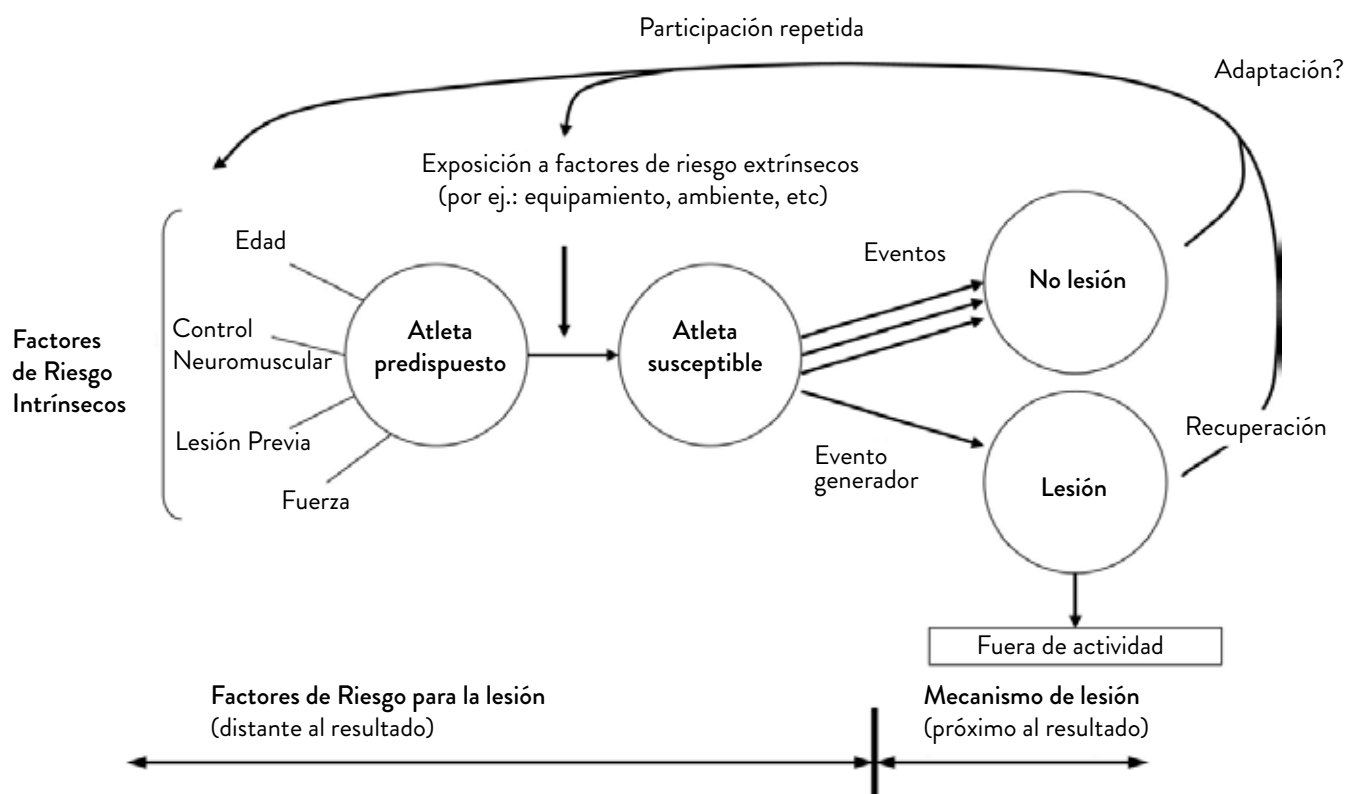 Participación repetida
Adaptación?
Exposición a factores de riesgo extrínsecos
(por ej.: equipamiento, ambiente, etc)
Factores
de Riesgo
Intrínsecos
Edad
Control
Neuromuscular
Lesión Previa
Fuerza
Atleta
predispuesto
Atleta
susceptible
Eventos
No lesión
Evento
generador
Lesión
Recuperación
Fuera de actividad
Factores de Riesgo para la lesión
(distante al resultado)
Mecanismo de lesión
(próximo al resultado)